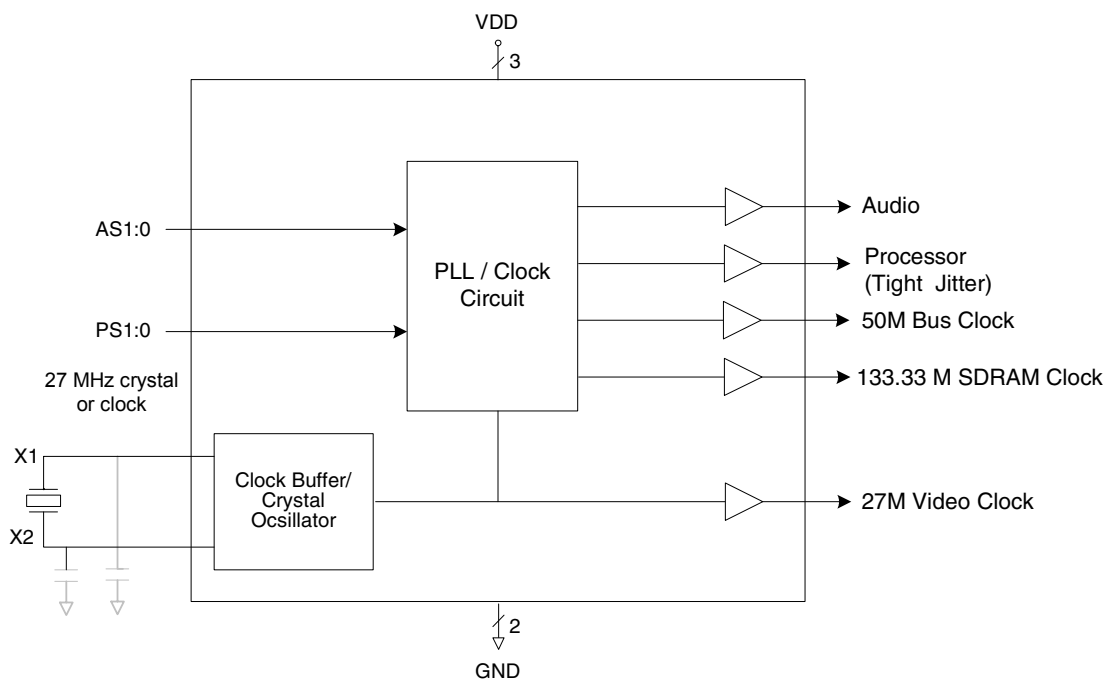 VDD
3
AS1:0
PS1:0
27 MHz crystal
or clock
X1
X2
PLL / Clock
Circuit
Clock Buffer/
Crystal
Ocsillator
Audio
Processor
(Tight Jitter)
50M Bus Clock
133.33 M SDRAM Clock
27M Video Clock
2
GND